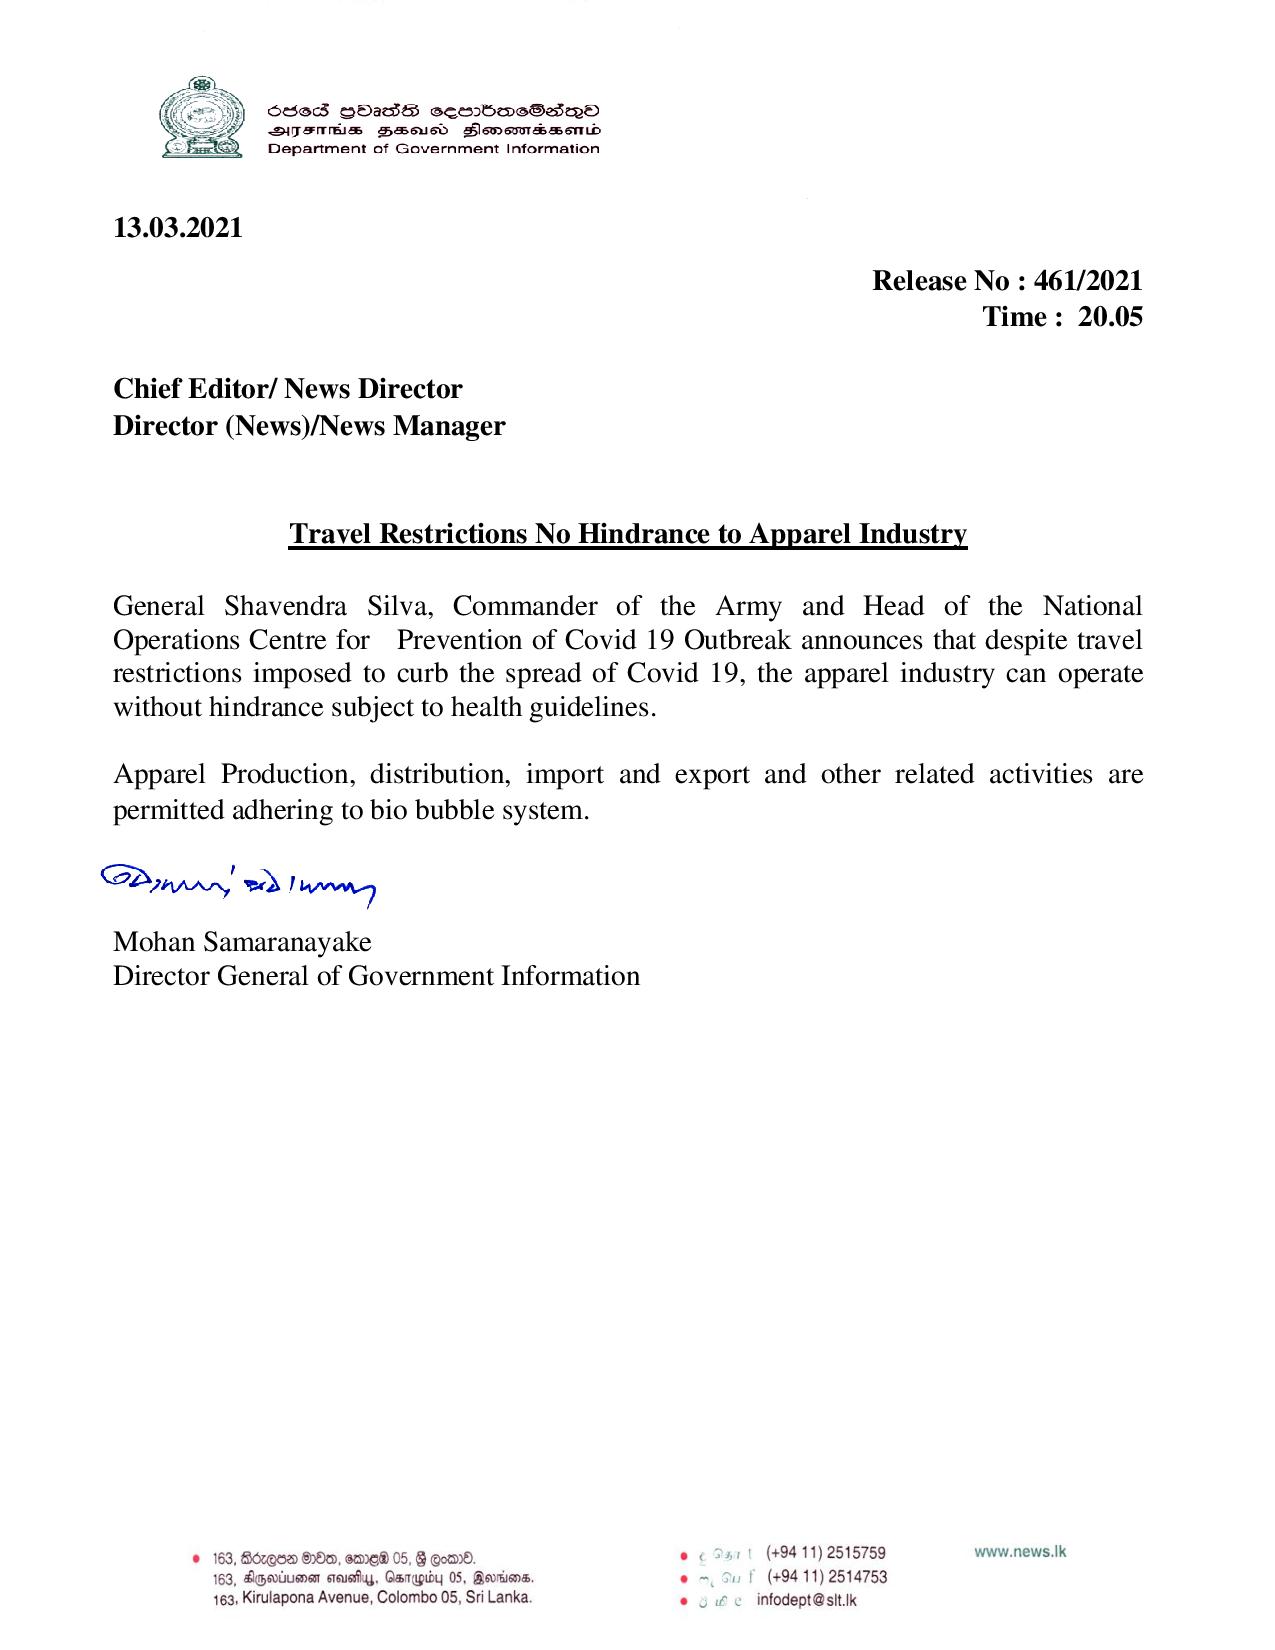 රජයේ ප්‍රවෘත්ති දෙපාර්තමේන්තුව
அரசாங்க தகவல் திணைக்களம்
Department of Government Information
13.03.2021
Release No : 461/2021
Time :  20.05
Chief Editor/ News Director
Director (News)/News Manager
Travel Restrictions No Hindrance to Apparel Industry
General Shavendra Silva, Commander of the Army and Head of the National
Operations Centre for Prevention of Covid 19 Outbreak announces that despite travel
restrictions imposed to curb the spread of Covid 19, the apparel industry can operate
without hindrance subject to health guidelines.
Apparel Production, distribution, import and export and other related activities are
permitted adhering to bio bubble system.
Mohan Samaranayake
Director General of Government Information
163, කිරුලපන මාවත, කොළඹ 05, ශ්‍රී ලංකාව.
163, கிருலப்பனை எவனியூ, கொழும்பு 05, இலங்கை.
163, Kirulapona Avenue, Colombo 05, Sri Lanka.
(+94 11) 2515759
(+94 11) 2514753
infodept@slt.lk
www.news.lk